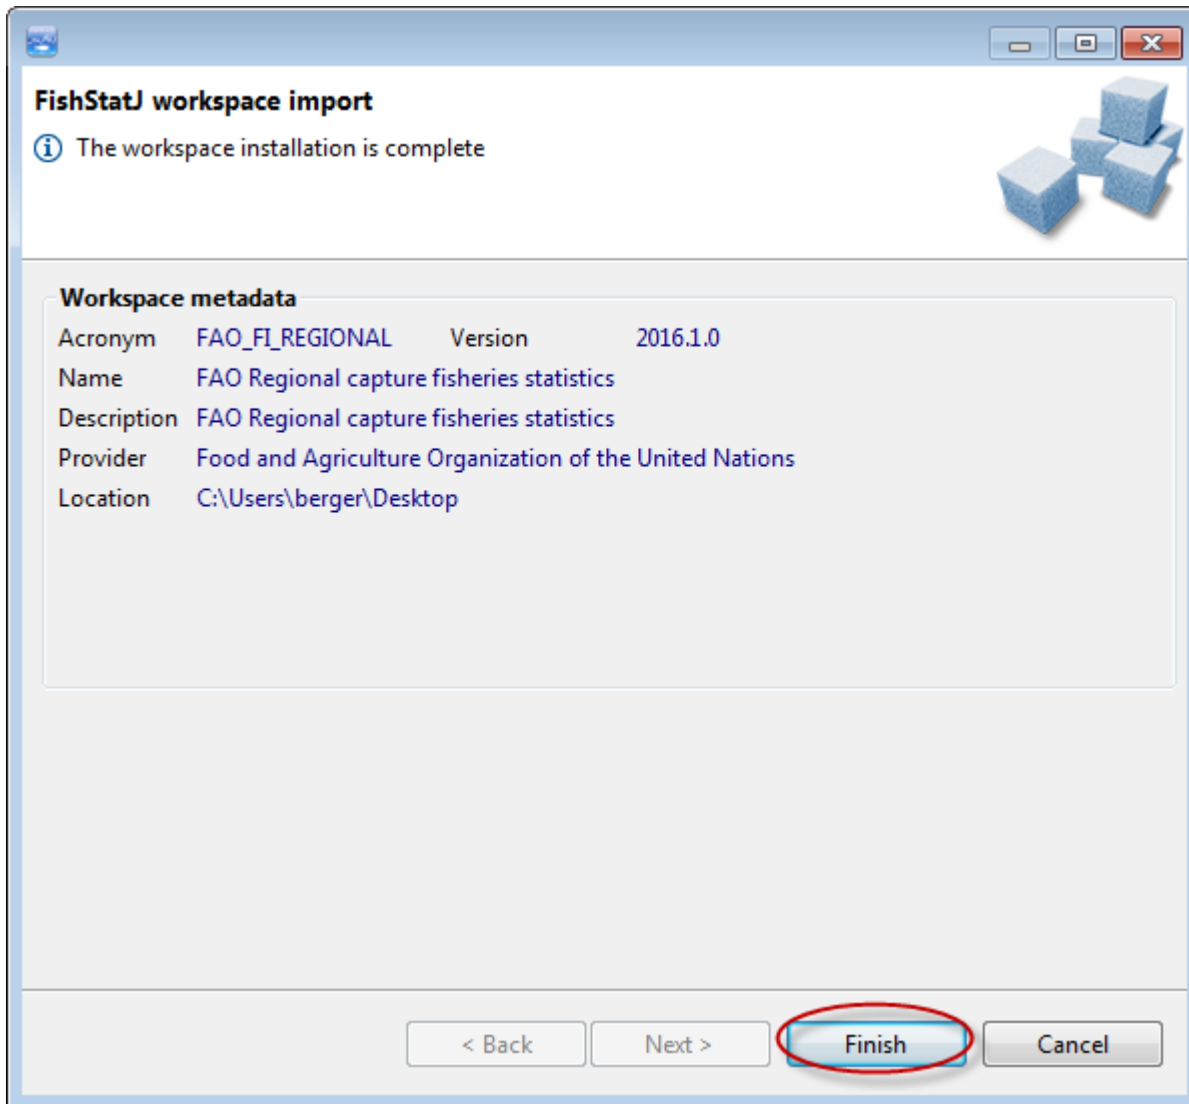 FishStatJ workspace import
The workspace installation is complete
Workspace metadata
Acronym FAO_FI_REGIONAL Version 2016.1.0
Name FAO Regional capture fisheries statistics
Description FAO Regional capture fisheries statistics
Provider Food and Agriculture Organization of the United Nations
Location C:\Users\berger\Desktop
< Back Next > Finish Cancel